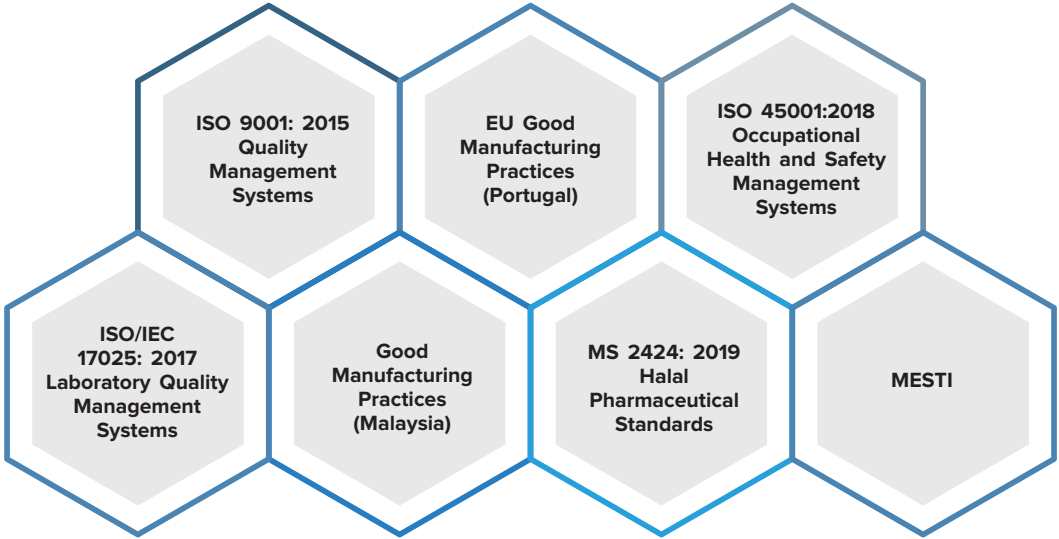 ISO 9001: 2015
Quality
Management
Systems
EU Good
Manufacturing
Practices
(Portugal)
ISO 45001:2018
Occupational
Health and Safety
Management
Systems
ISO/IEC
17025: 2017
Laboratory Quality
Management
Systems
Good
Manufacturing
Practices
(Malaysia)
MS 2424: 2019
Halal
Pharmaceutical
Standards
MESTI